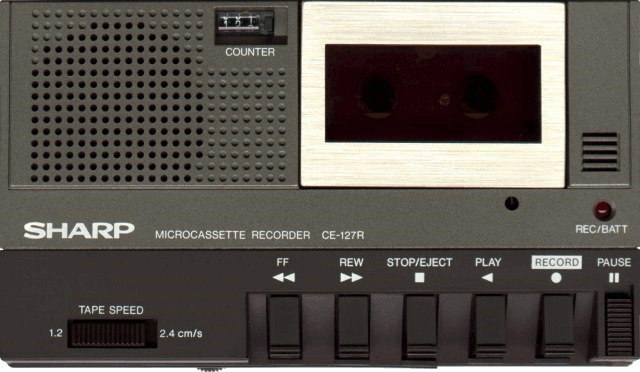 COUNTER
SHARP
MICROCASSETTE RECORDER CE-127R
REC/BATT
FF
REW
STOP/EJECT
PLAY
RECORD
PAUSE
TAPE SPEED
1.2
2.4 cm/s